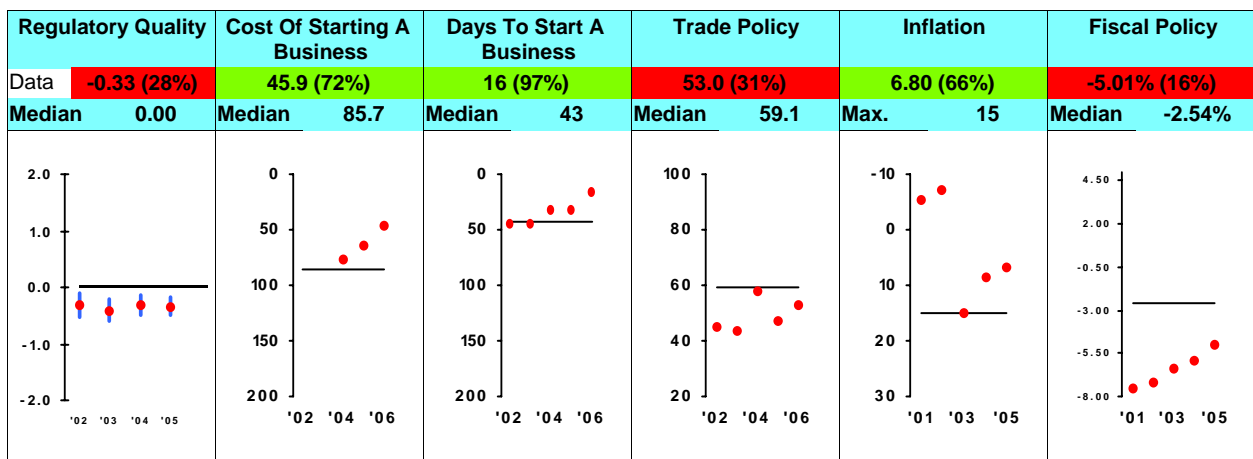 Regulatory Quality
Cost Of Starting A
Business
Days To Start A
Business
Trade Policy
Inflation
Fiscal Policy
Data -0.33 (28%) 45.9 (72%) 16 (97%) 53.0 (31%) 6.80 (66%) -5.01% (16%)
Median 0.00 Median 85.7 Median 43 Median 59.1 Max. 15 Median -2.54%
2.0
1.0
0.0
-1.0
-2.0
'02 '03 '04 '05
0
50
100
150
200
'02 '04 '06
0
50
100
150
200
'02 '04 '06
100
80
60
40
20
'02 '04 '06
-10
0
10
20
30
'01 '03 '05
4.50
2.00
-0.50
-3.00
-5.50
-8.00
'01 '03 '05